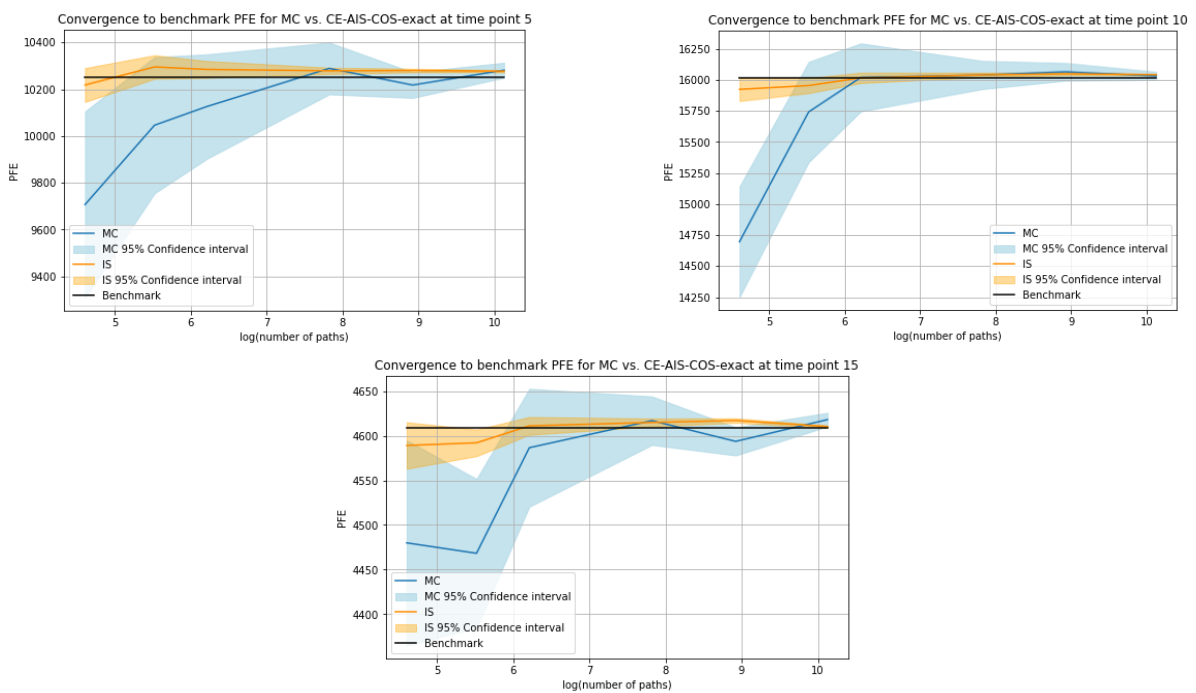 Convergence to benchmark PFE for MC vs. CE-AIS-COS-exact at time point 5
10400
10200
10000
9800
9600
9400
PFE
MC
MC 95% Confidence interval
IS
IS 95% Confidence interval
Benchmark
5 6 7 8 9 10
log(number of paths)
Convergence to benchmark PFE for MC vs. CE-AIS-COS-exact at time point 10
16250
16000
15750
15500
15250
15000
14750
14500
14250
PFE
MC
MC 95% Confidence interval
IS
IS 95% Confidence interval
Benchmark
5 6 7 8 9 10
log(number of paths)
Convergence to benchmark PFE for MC vs. CE-AIS-COS-exact at time point 15
4650
4600
4550
4500
4450
4400
PFE
MC
MC 95% Confidence interval
IS
IS 95% Confidence interval
Benchmark
5 6 7 8 9 10
log(number of paths)